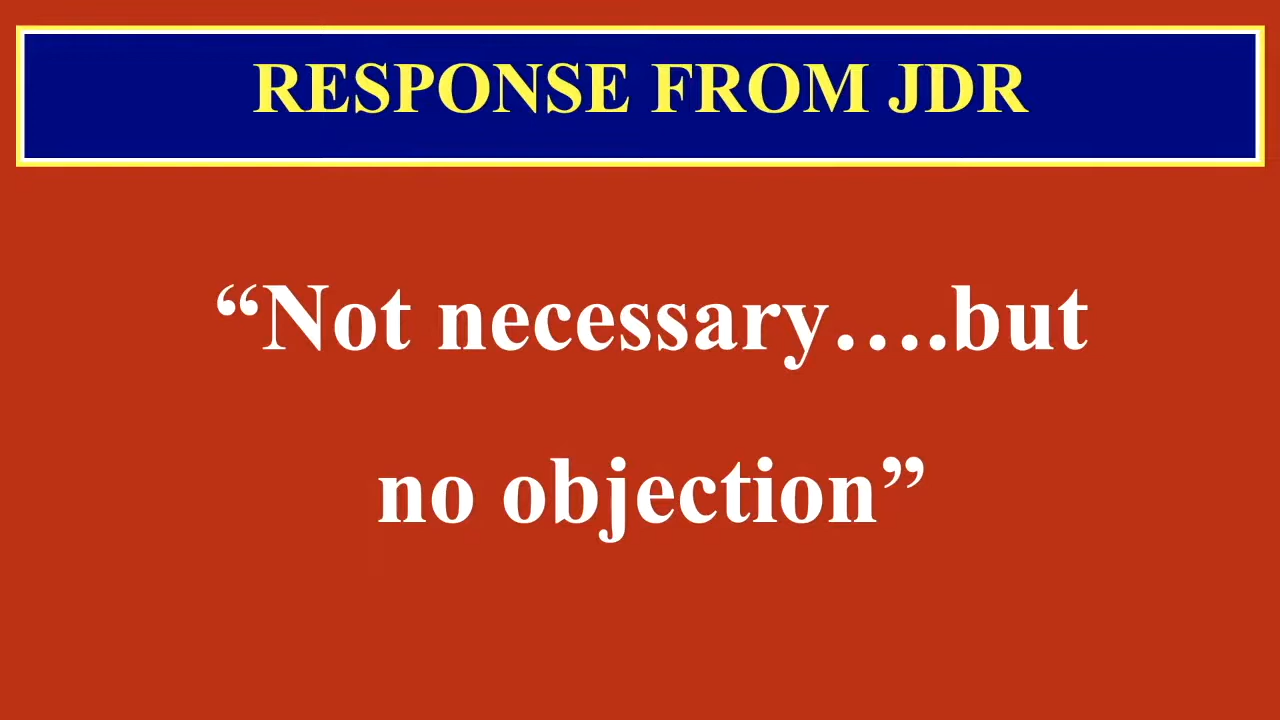 RESPONSE FROM JDR
“Not necessary….but
no objection”